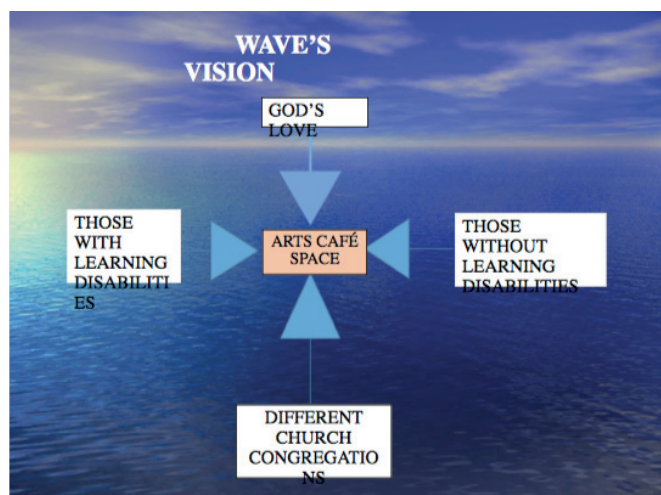 WAVE'S
VISION
GOD'S
LOVE
THOSE
WITH
LEARNING
DISABILITI
ES
ARTS CAFÉ
SPACE
THOSE
WITHOUT
LEARNING
DISABILITIES
DIFFERENT
CHURCH
CONGREGATIO
NS